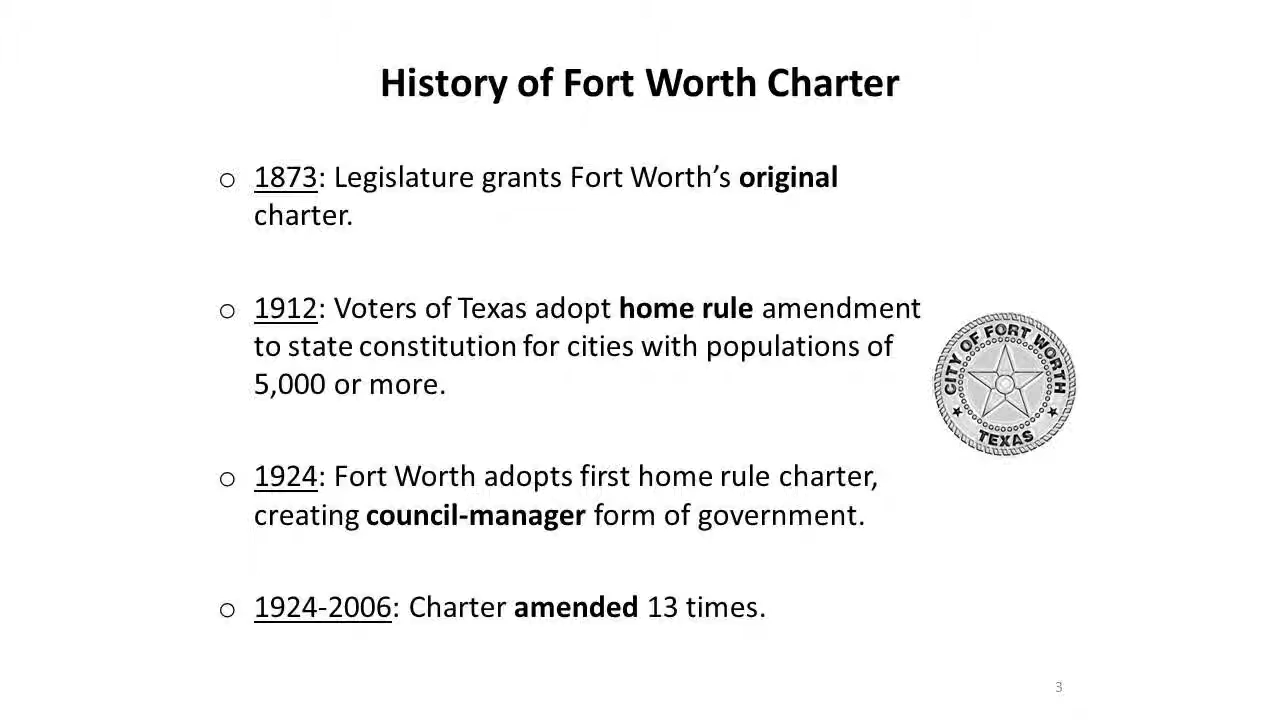 History of Fort Worth Charter
o 1873: Legislature grants Fort Worth’s original
charter.
o 1912: Voters of Texas adopt home rule amendment
to state constitution for cities with populations of
5,000 or more.
CITY OF FORT WORTH
TEXAS
o 1924: Fort Worth adopts first home rule charter,
creating council-manager form of government.
o 1924-2006: Charter amended 13 times.
3